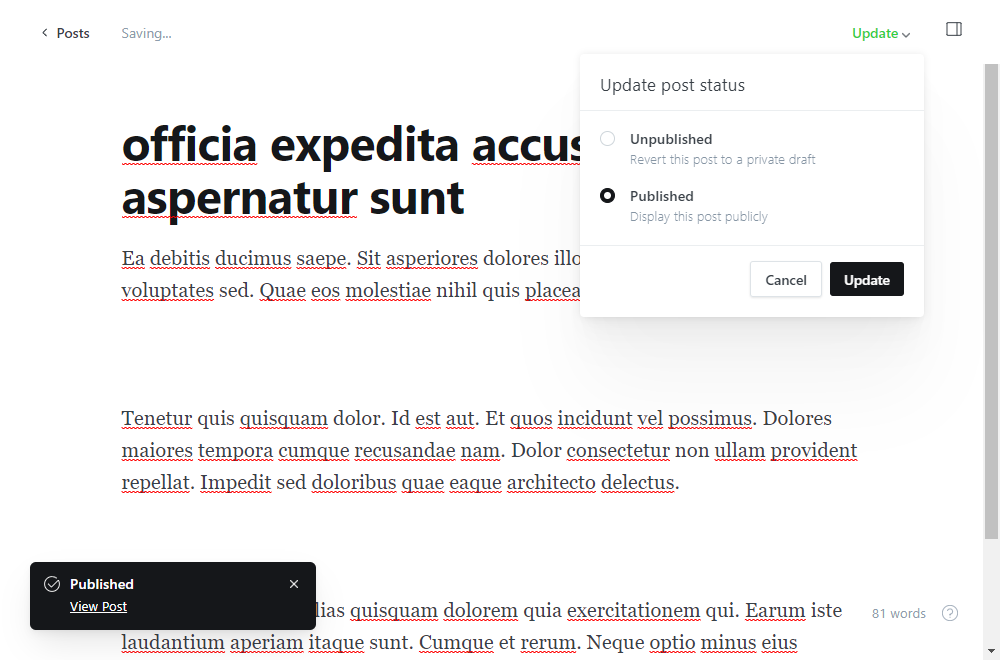 Posts
Saving...
Update
Update post status
Unpublished
Revert this post to a private draft
Published
Display this post publicly
Cancel
Update
officia expedita
aspernatur sunt
Ea debitis ducimus saepe. Sit asperiores dolores
voluptates sed. Quae eos molestiae nihil quis
Tenetur quis quisquam dolor. Id est aut. Et quos incidunt vel possimus. Dolores
maiores tempora cumque recusandae nam. Dolor consectetur non ullam provident
repellat. Impedit sed doloribus quae eaque architecto delectus.
quisquam dolorem quia exercitationem qui. Earum iste
laudantium aperiam itaque sunt. Cumque et rerum. Neque optio minus eius
Published
View Post
81 words